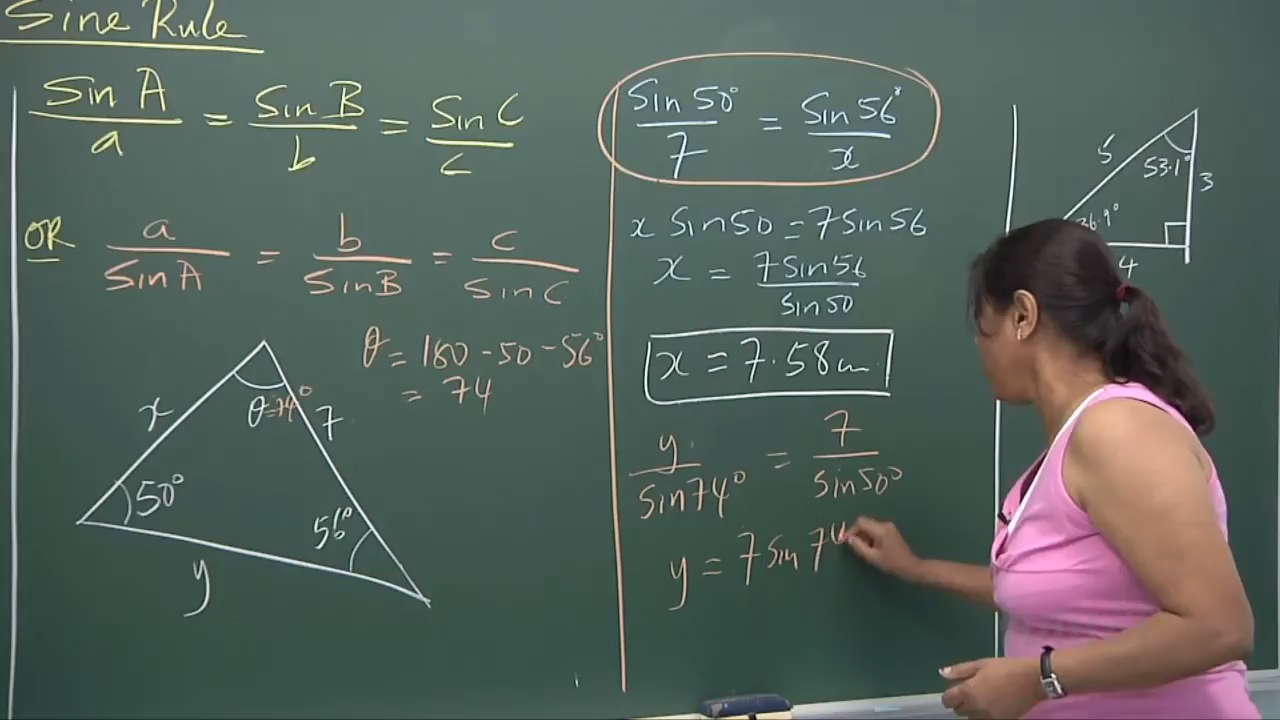 Sine Rule
Sin A / a = Sin B / b = Sin C / c
OR a / Sin A = b / Sin B = c / Sin C
θ = 180 - 50 - 56°
= 74
x
θ=74°
7
50°
56°
y
Sin 50° / 7 = Sin 56° / x
x Sin 50 = 7 Sin 56
x = 7 Sin 56 / Sin 50
x = 7.58 cm
y / Sin 74° = 7 / Sin 50°
y = 7 Sin 74
5
53.1°
3
36.9°
4